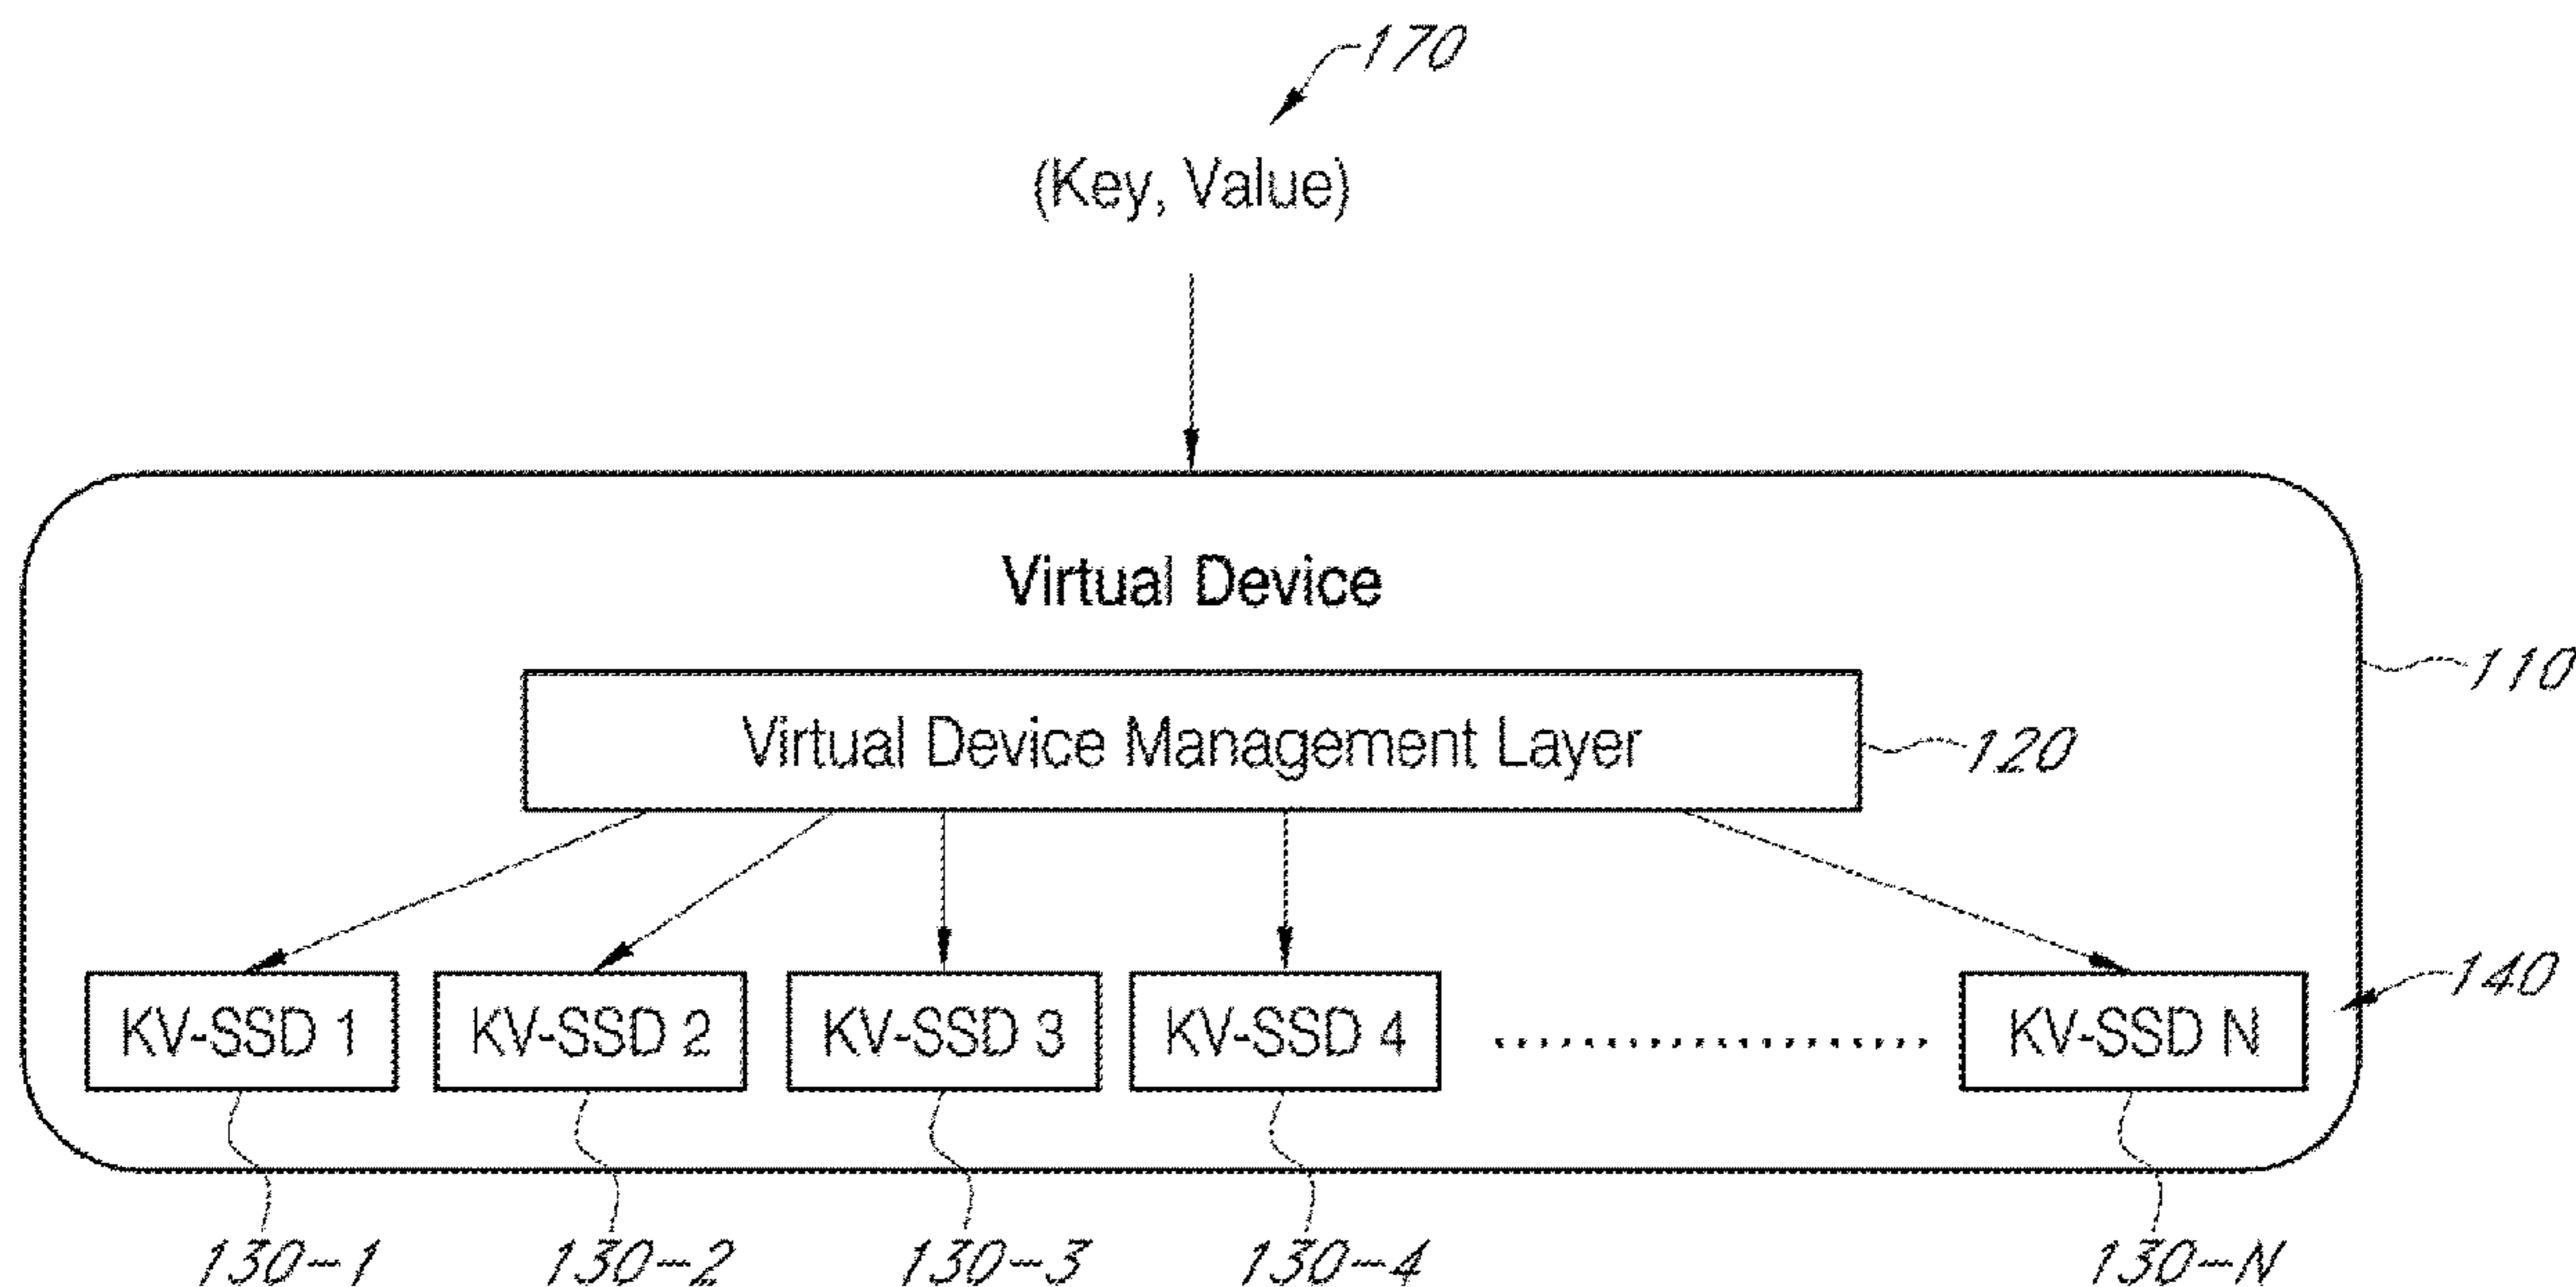 170
(Key, Value)
Virtual Device
110
Virtual Device Management Layer
120
140
KV-SSD 1 KV-SSD 2 KV-SSD 3 KV-SSD 4 KV-SSD N
130-1 130-2 130-3 130-4 130-N